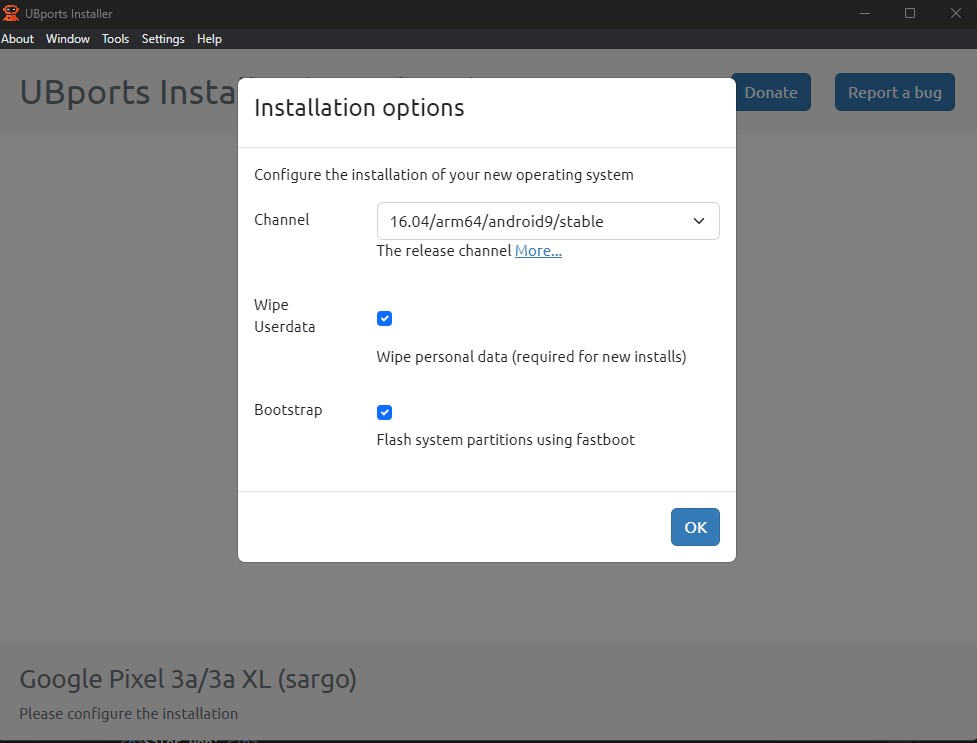 UBports Installer
About Window Tools Settings Help
UBports Insta
Donate
Report a bug
Installation options
Configure the installation of your new operating system
Channel
16.04/arm64/android9/stable
The release channel More...
Wipe
Userdata
Wipe personal data (required for new installs)
Bootstrap
Flash system partitions using fastboot
OK
Google Pixel 3a/3a XL (sargo)
Please configure the installation